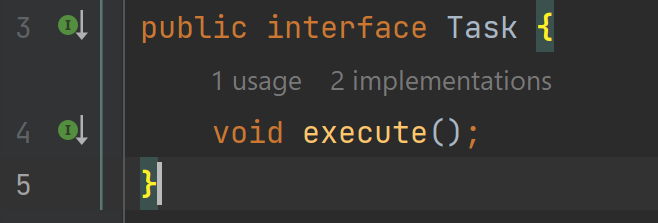 3 public interface Task {
1 usage 2 implementations
4 void execute();
5 }